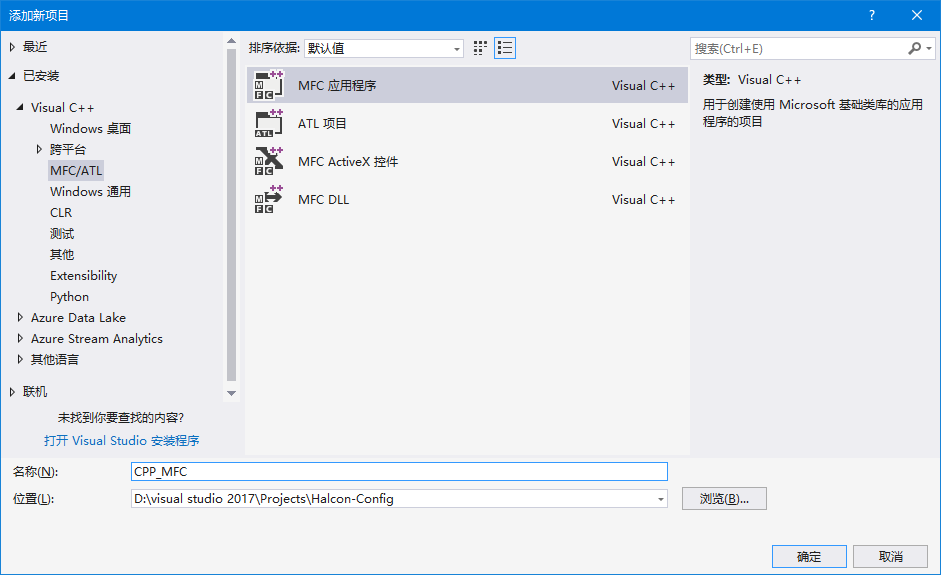 添加新项目
?
最近
已安装
Visual C++
Windows 桌面
跨平台
MFC/ATL
Windows 通用
CLR
测试
其他
Extensibility
Python
Azure Data Lake
Azure Stream Analytics
其他语言
联机
未找到你要查找的内容?
打开 Visual Studio 安装程序
排序依据: 默认值
MFC 应用程序 Visual C++
ATL 项目 Visual C++
MFC ActiveX 控件 Visual C++
MFC DLL Visual C++
搜索(Ctrl+E)
类型: Visual C++
用于创建使用 Microsoft 基础类库的应用
程序的项目
名称(N): CPP_MFC
位置(L): D:\visual studio 2017\Projects\Halcon-Config 浏览(B)...
确定 取消